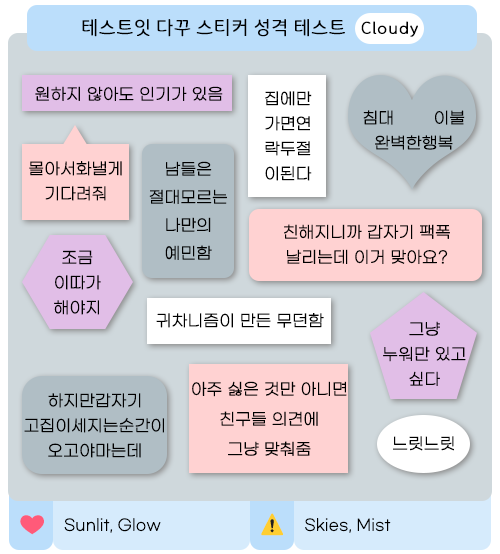 테스트잇 다꾸 스티커 성격 테스트 Cloudy
원하지 않아도 인기가 있음
집에만
가면연
락두절
이된다
침대 이불
완벽한행복
몰아서화낼게
기다려줘
남들은
절대모르는
나만의
예민함
친해지니까 갑자기 팩폭
날리는데 이거 맞아요?
조금
이따가
해야지
귀차니즘이 만든 무던함
그냥
누워만 있고
싶다
하지만갑자기
고집이세지는순간이
오고야마는데
아주 싫은 것만 아니면
친구들 의견에
그냥 맞춰줌
느릿느릿
Sunlit, Glow
Skies, Mist